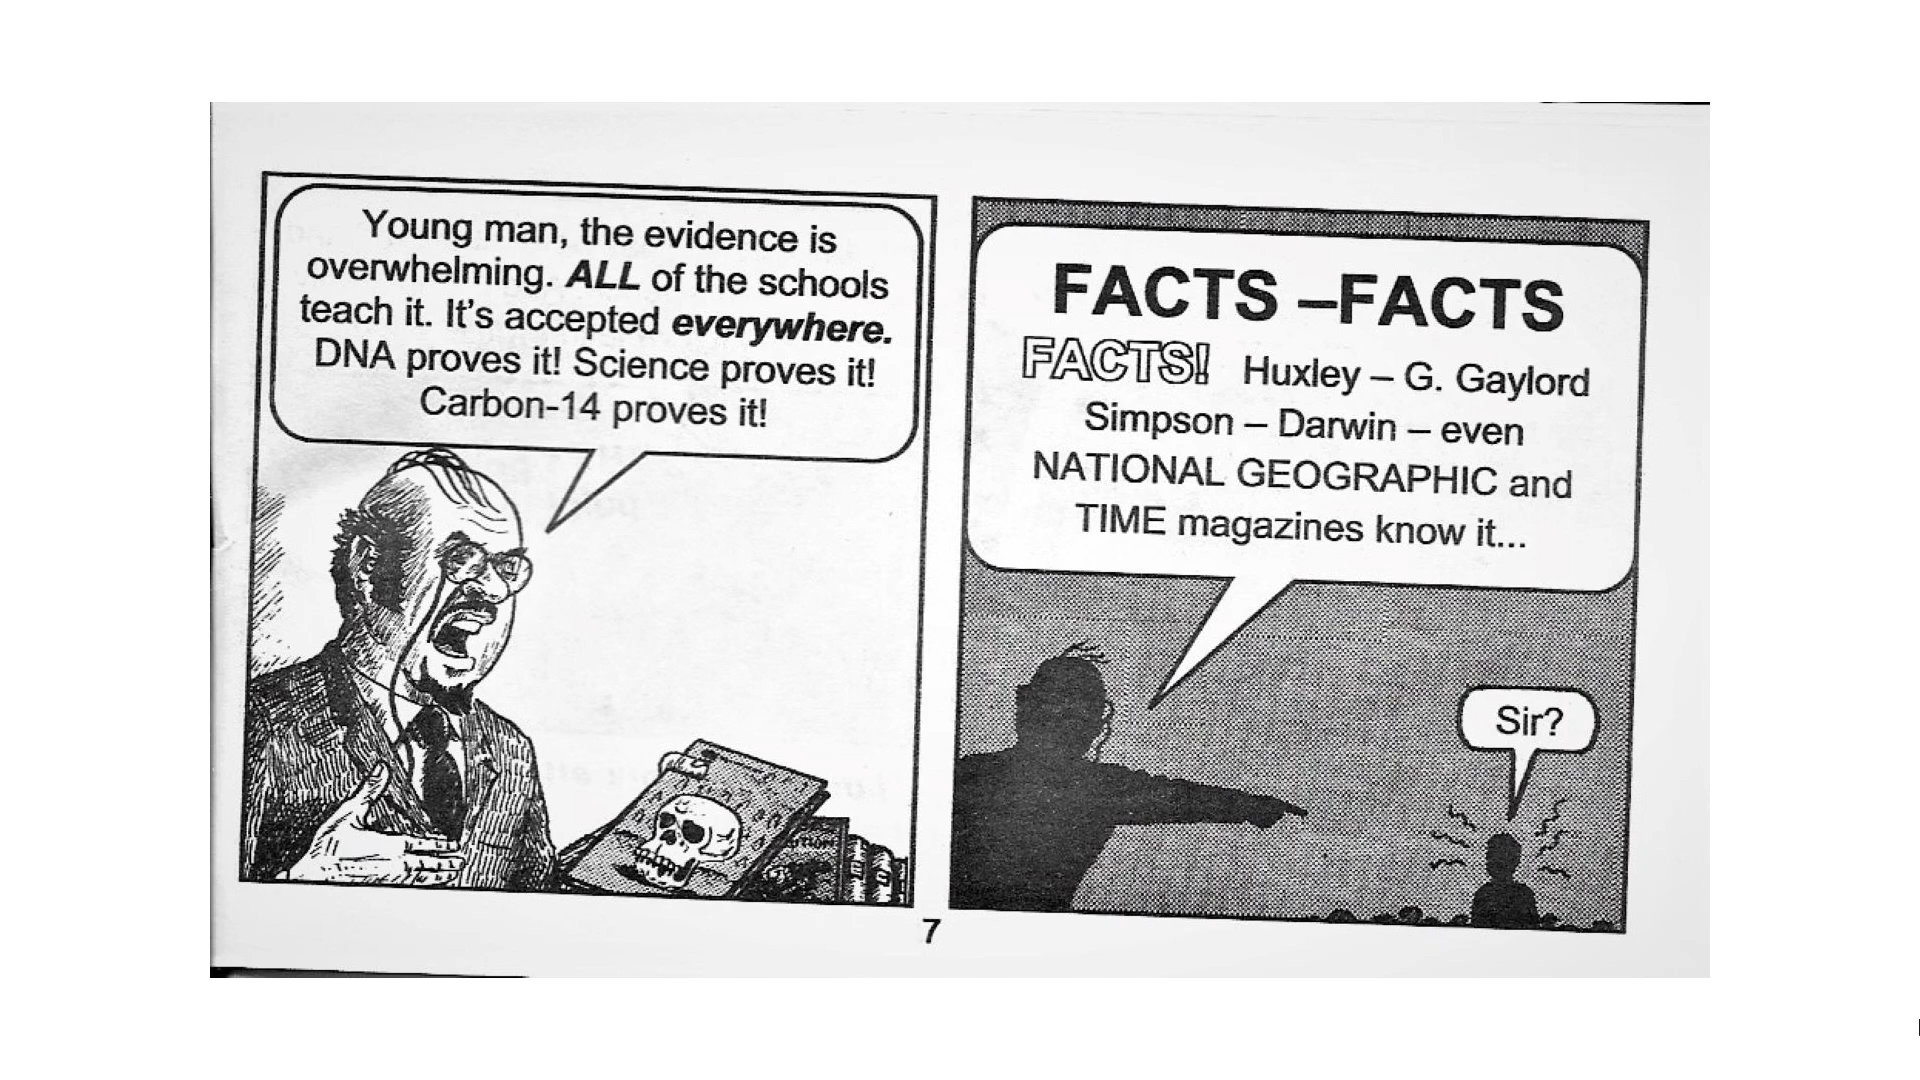 Young man, the evidence is
overwhelming. ALL of the schools
teach it. It's accepted everywhere.
DNA proves it! Science proves it!
Carbon-14 proves it!
FACTS –FACTS
FACTS! Huxley – G. Gaylord
Simpson – Darwin – even
NATIONAL GEOGRAPHIC and
TIME magazines know it...
Sir?
7